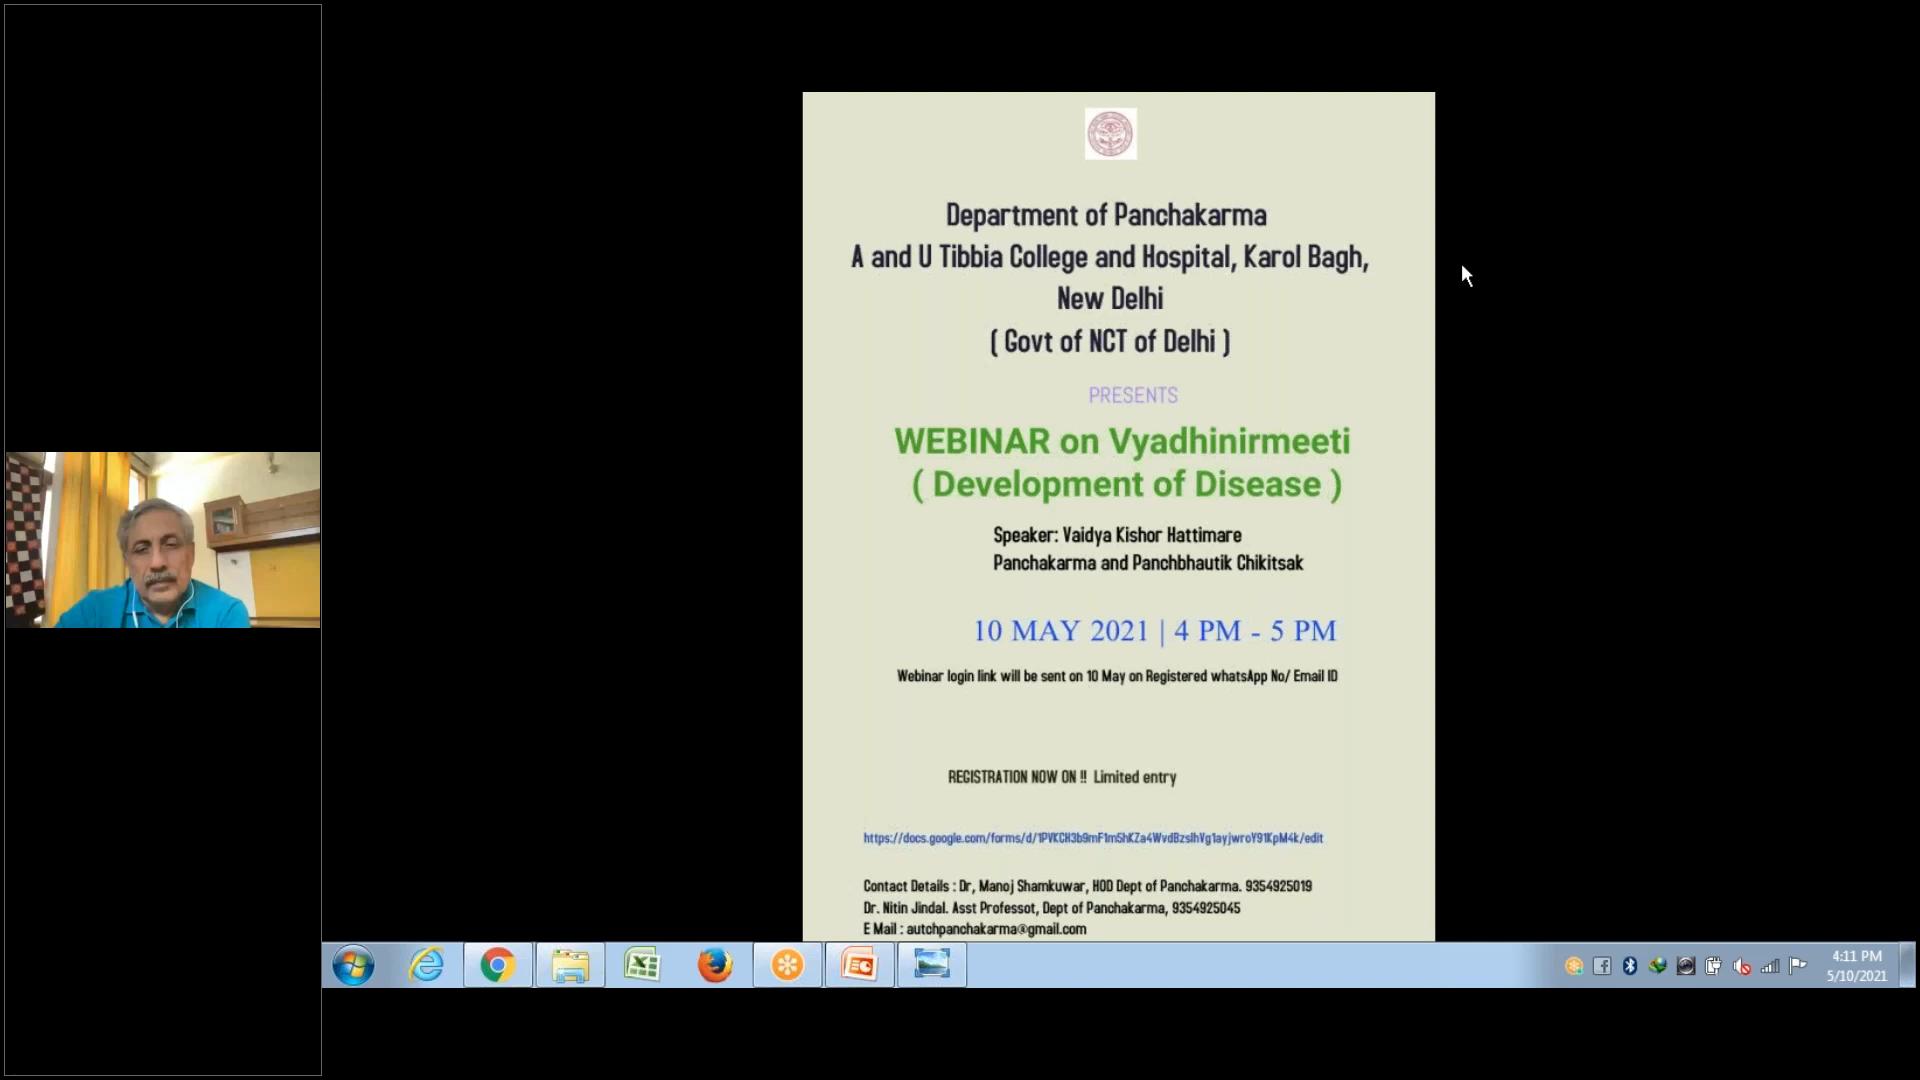 Department of Panchakarma
A and U Tibbia College and Hospital, Karol Bagh,
New Delhi
( Govt of NCT of Delhi )
PRESENTS
WEBINAR on Vyadhinirmeeti
( Development of Disease )
Speaker: Vaidya Kishor Hattimare
Panchakarma and Panchbhautik Chikitsak
10 MAY 2021 | 4 PM - 5 PM
Webinar login link will be sent on 10 May on Registered whatsApp No/ Email ID
REGISTRATION NOW ON !! Limited entry
Contact Details : Dr, Manoj Shamkuwar, HOD Dept of Panchakarma. 9354925019
Dr. Nitin Jindal. Asst Professot, Dept of Panchakarma, 9354925045
E Mail : autchpanchakarma@gmail.com
4:11 PM
5/10/2021